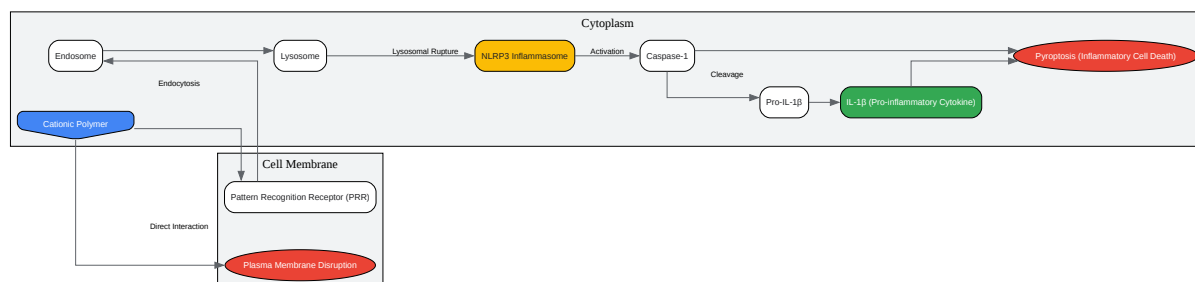 Cytoplasm
Endosome
Lysosome
Lysosomal Rupture
NLRP3 Inflammasome
Activation
Caspase-1
Pyroptosis (Inflammatory Cell Death)
Endocytosis
Cleavage
Pro-IL-1β
IL-1β (Pro-inflammatory Cytokine)
Cationic Polymer
Cell Membrane
Pattern Recognition Receptor (PRR)
Direct Interaction
Plasma Membrane Disruption